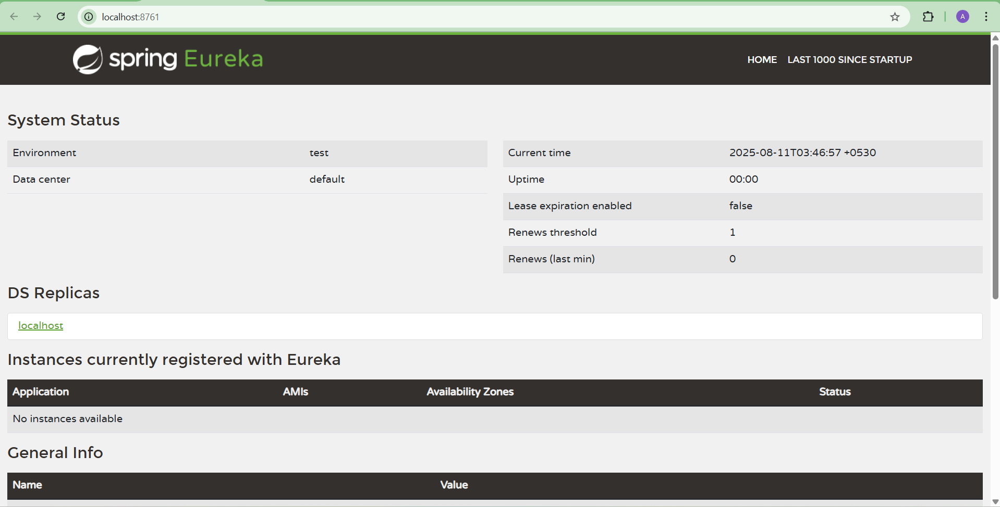 localhost:8761
A
spring Eureka
HOME LAST 1000 SINCE STARTUP
System Status
Environment test
Data center default
Current time 2025-08-11T03:46:57 +0530
Uptime 00:00
Lease expiration enabled false
Renews threshold 1
Renews (last min) 0
DS Replicas
localhost
Instances currently registered with Eureka
Application AMIs Availability Zones Status
No instances available
General Info
Name Value